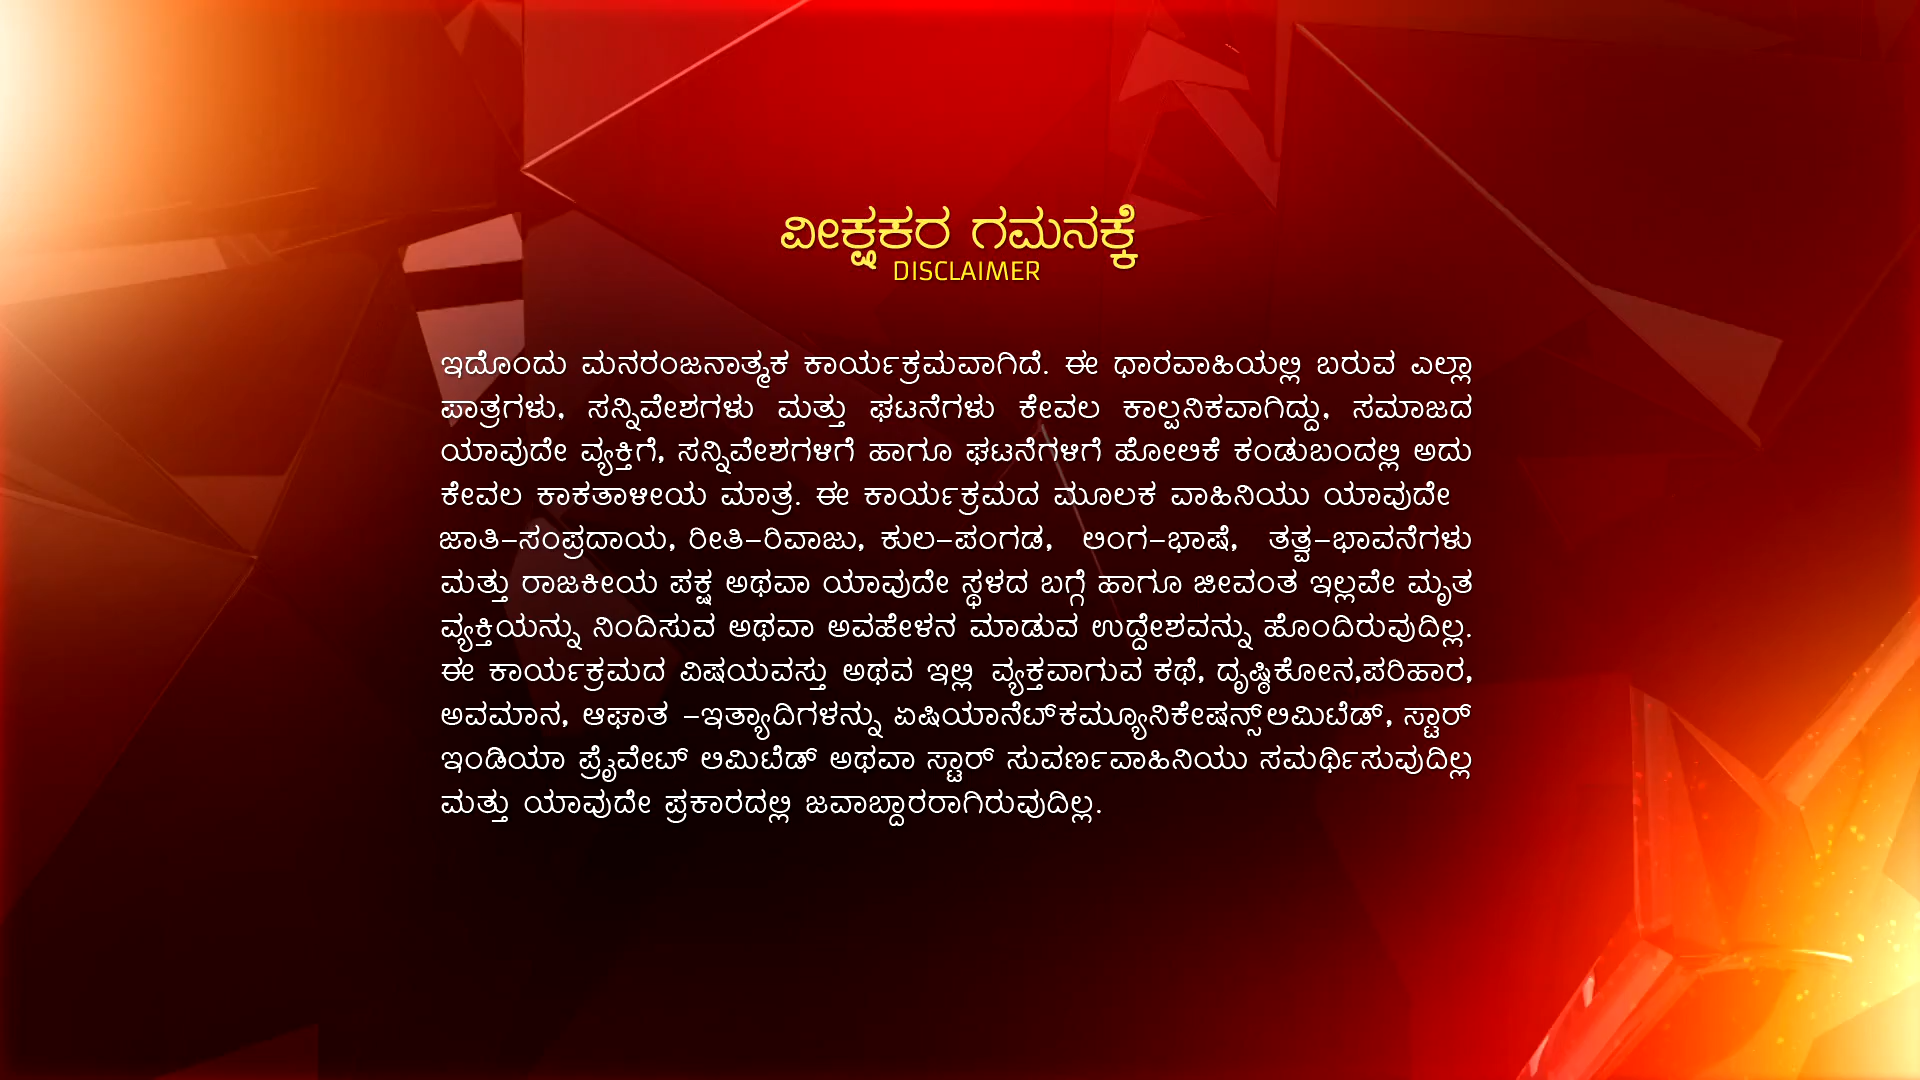 ವೀಕ್ಷಕರ ಗಮನಕ್ಕೆ
DISCLAIMER
ಇದೊಂದು ಮನರಂಜನಾತ್ಮಕ ಕಾರ್ಯಕ್ರಮವಾಗಿದೆ. ಈ ಧಾರವಾಹಿಯಲ್ಲಿ ಬರುವ ಎಲ್ಲಾ
ಪಾತ್ರಗಳು, ಸನ್ನಿವೇಶಗಳು ಮತ್ತು ಘಟನೆಗಳು ಕೇವಲ ಕಾಲ್ಪನಿಕವಾಗಿದ್ದು, ಸಮಾಜದ
ಯಾವುದೇ ವ್ಯಕ್ತಿಗೆ, ಸನ್ನಿವೇಶಗಳಿಗೆ ಹಾಗೂ ಘಟನೆಗಳಿಗೆ ಹೋಲಿಕೆ ಕಂಡುಬಂದಲ್ಲಿ ಅದು
ಕೇವಲ ಕಾಕತಾಳೀಯ ಮಾತ್ರ. ಈ ಕಾರ್ಯಕ್ರಮದ ಮೂಲಕ ವಾಹಿನಿಯು ಯಾವುದೇ
ಜಾತಿ-ಸಂಪ್ರದಾಯ, ರೀತಿ-ರಿವಾಜು, ಕುಲ-ಪಂಗಡ, ಲಿಂಗ-ಭಾಷೆ, ತತ್ವ-ಭಾವನೆಗಳು
ಮತ್ತು ರಾಜಕೀಯ ಪಕ್ಷ ಅಥವಾ ಯಾವುದೇ ಸ್ಥಳದ ಬಗ್ಗೆ ಹಾಗೂ ಜೀವಂತ ಇಲ್ಲವೇ ಮೃತ
ವ್ಯಕ್ತಿಯನ್ನು ನಿಂದಿಸುವ ಅಥವಾ ಅವಹೇಳನ ಮಾಡುವ ಉದ್ದೇಶವನ್ನು ಹೊಂದಿರುವುದಿಲ್ಲ.
ಈ ಕಾರ್ಯಕ್ರಮದ ವಿಷಯವಸ್ತು ಅಥವ ಇಲ್ಲಿ ವ್ಯಕ್ತವಾಗುವ ಕಥೆ, ದೃಷ್ಠಿಕೋನ,ಪರಿಹಾರ,
ಅವಮಾನ, ಆಘಾತ -ಇತ್ಯಾದಿಗಳನ್ನು ಏಷಿಯಾನೆಟ್‌ಕಮ್ಯೂನಿಕೇಷನ್ಸ್‌ಲಿಮಿಟೆಡ್, ಸ್ಟಾರ್
ಇಂಡಿಯಾ ಪ್ರೈವೇಟ್ ಲಿಮಿಟೆಡ್ ಅಥವಾ ಸ್ಟಾರ್ ಸುವರ್ಣವಾಹಿನಿಯು ಸಮರ್ಥಿಸುವುದಿಲ್ಲ
ಮತ್ತು ಯಾವುದೇ ಪ್ರಕಾರದಲ್ಲಿ ಜವಾಬ್ದಾರರಾಗಿರುವುದಿಲ್ಲ.